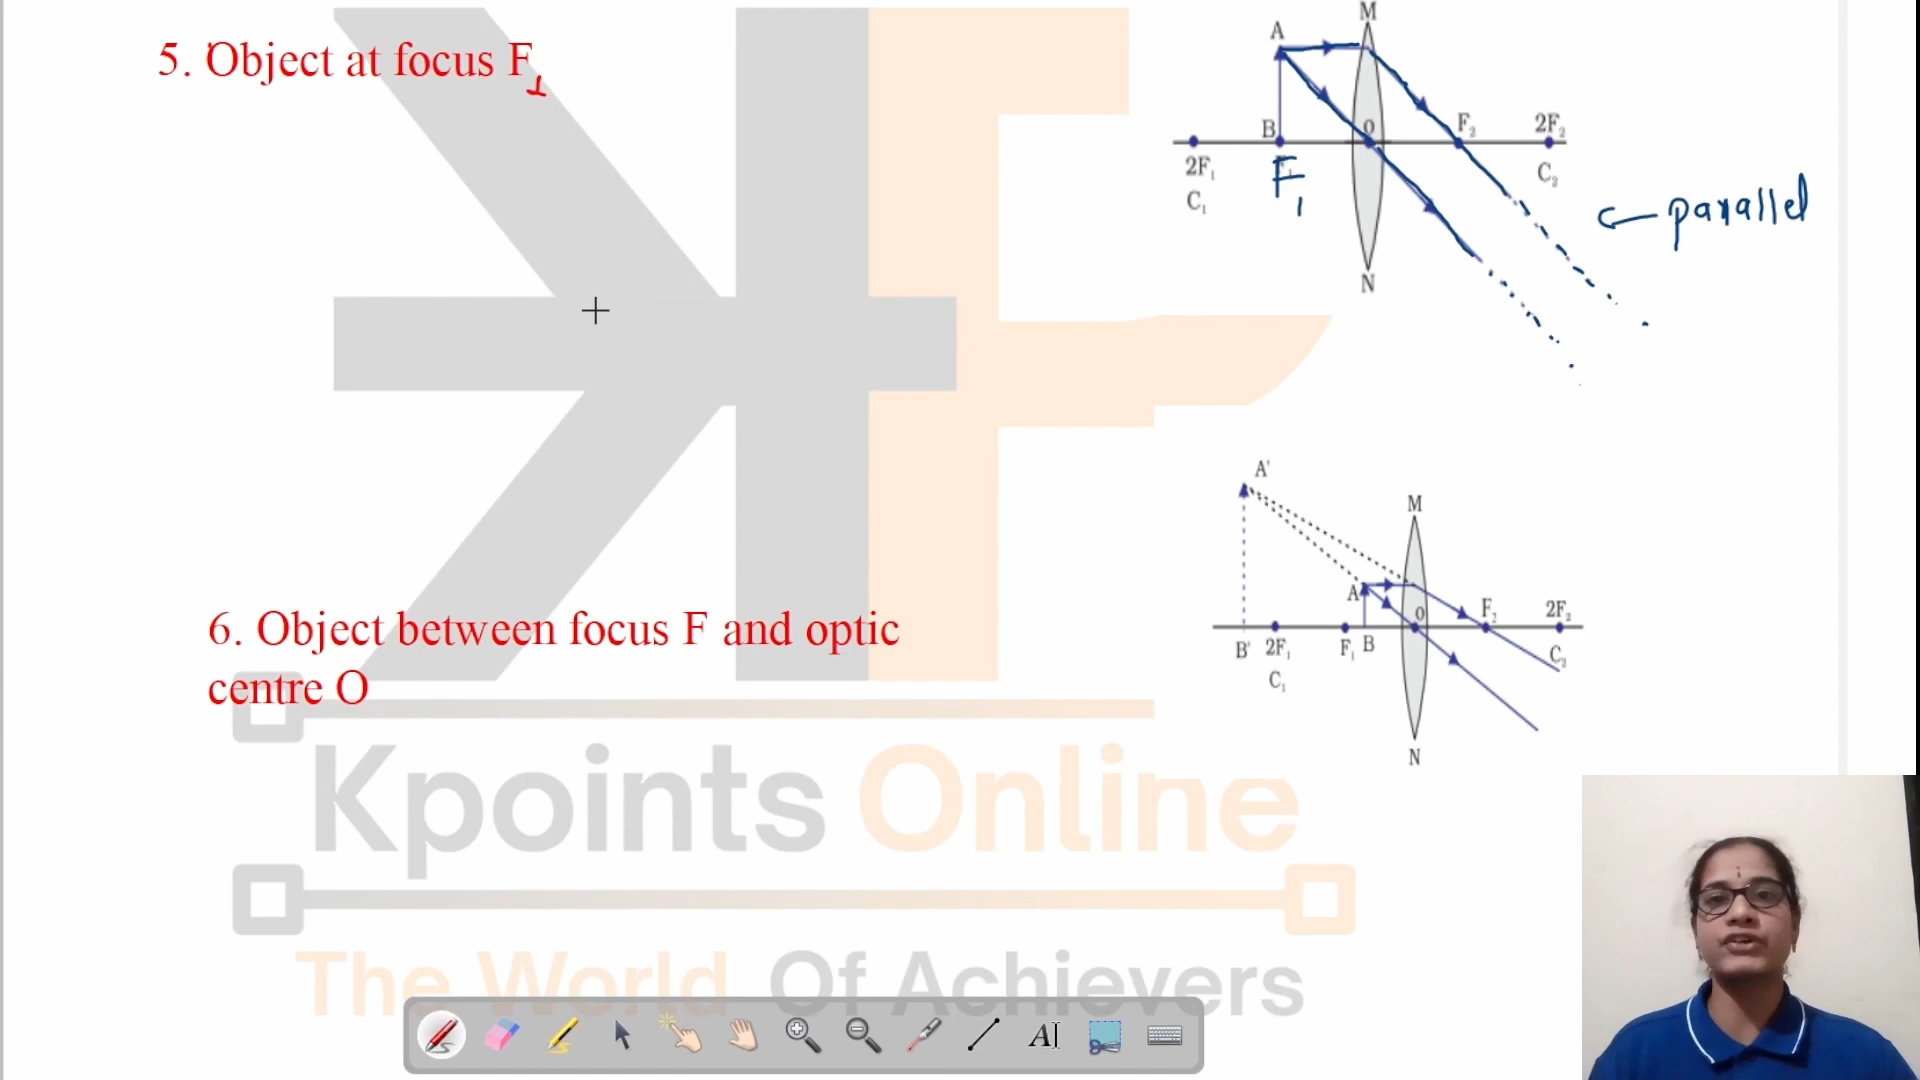 5. Object at focus F1
A
M
B
O
F2
2F2
2F1
F1
C2
C1
parallel
N
A'
M
A
O
F2
2F2
6. Object between focus F and optic
centre O
B' 2F1
F1 B
C2
C1
N
Kpoints Online
The World Of Achievers
AI